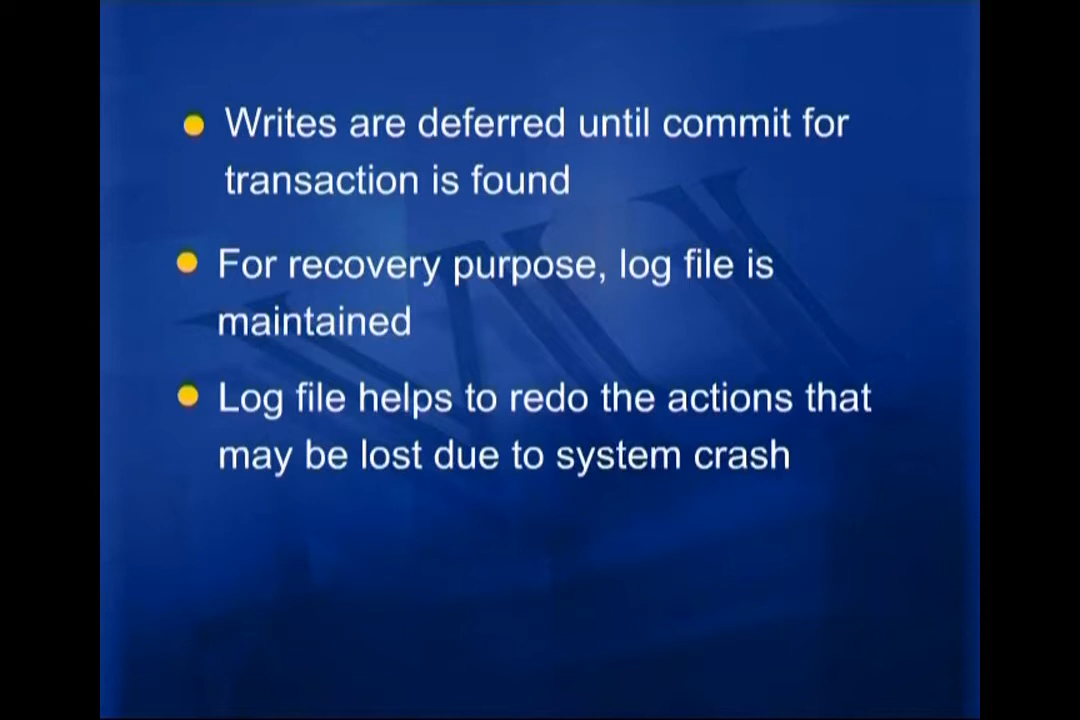 Writes are deferred until commit for
transaction is found
For recovery purpose, log file is
maintained
Log file helps to redo the actions that
may be lost due to system crash